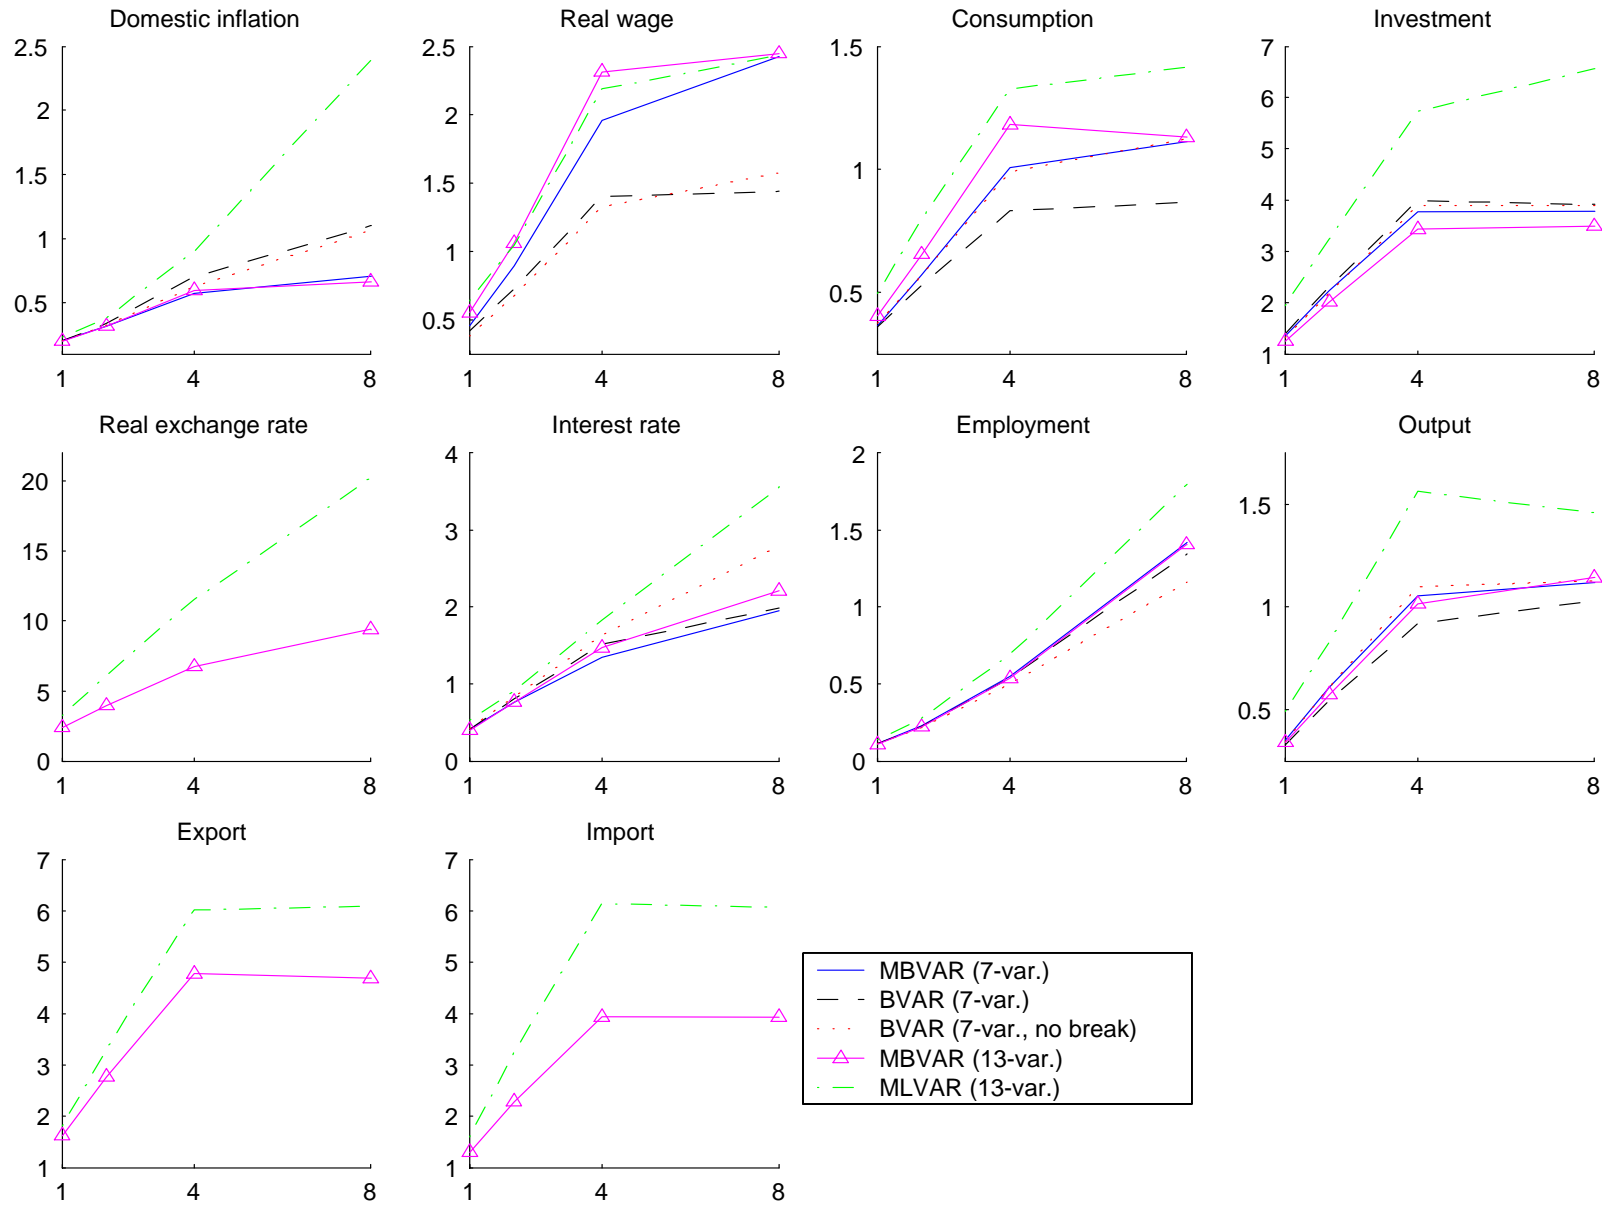 Domestic inflation
2.5
2
1.5
1
0.5
1 4 8
Real wage
2.5
2
1.5
1
0.5
1 4 8
Consumption
1.5
1
0.5
1 4 8
Investment
7
6
5
4
3
2
1
1 4 8
Real exchange rate
20
15
10
5
0
1 4 8
Interest rate
4
3
2
1
0
1 4 8
Employment
2
1.5
1
0.5
0
1 4 8
Output
1.5
1
0.5
1 4 8
Export
7
6
5
4
3
2
1
1 4 8
Import
7
6
5
4
3
2
1
1 4 8
MBVAR (7-var.)
BVAR (7-var.)
BVAR (7-var., no break)
MBVAR (13-var.)
MLVAR (13-var.)